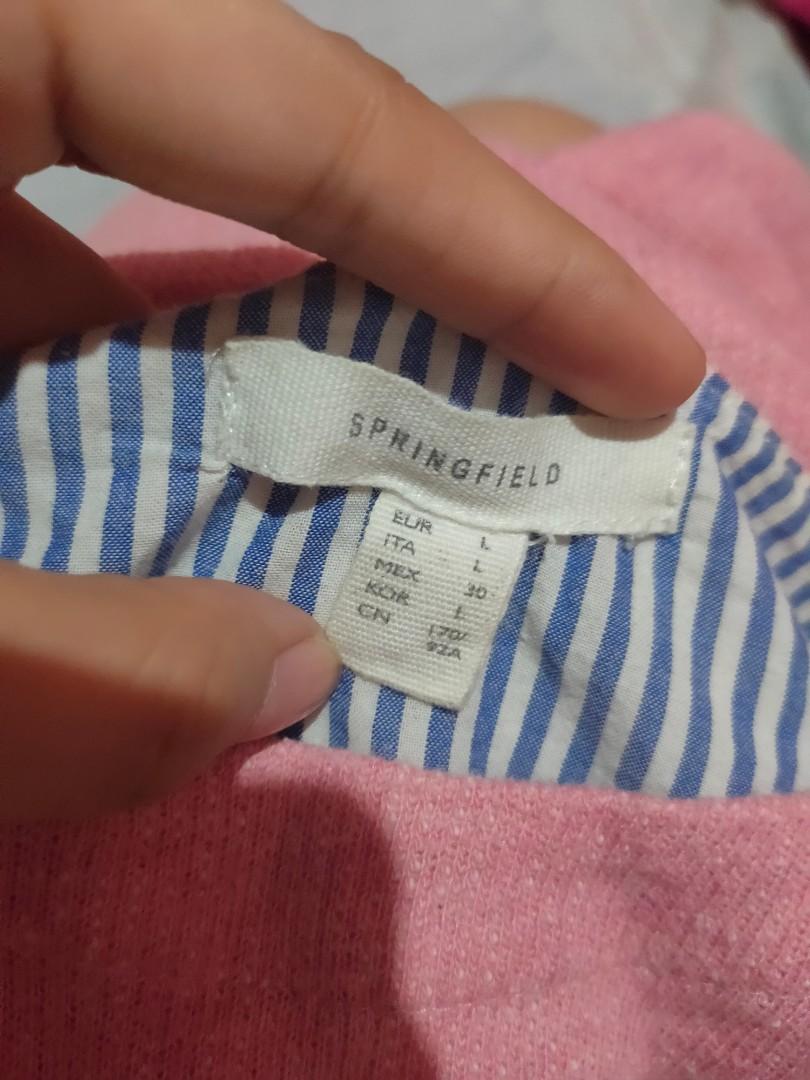 SPRINGFIELD
EUR L
ITA L
MEX 30
KOR L
CN 170/
92A